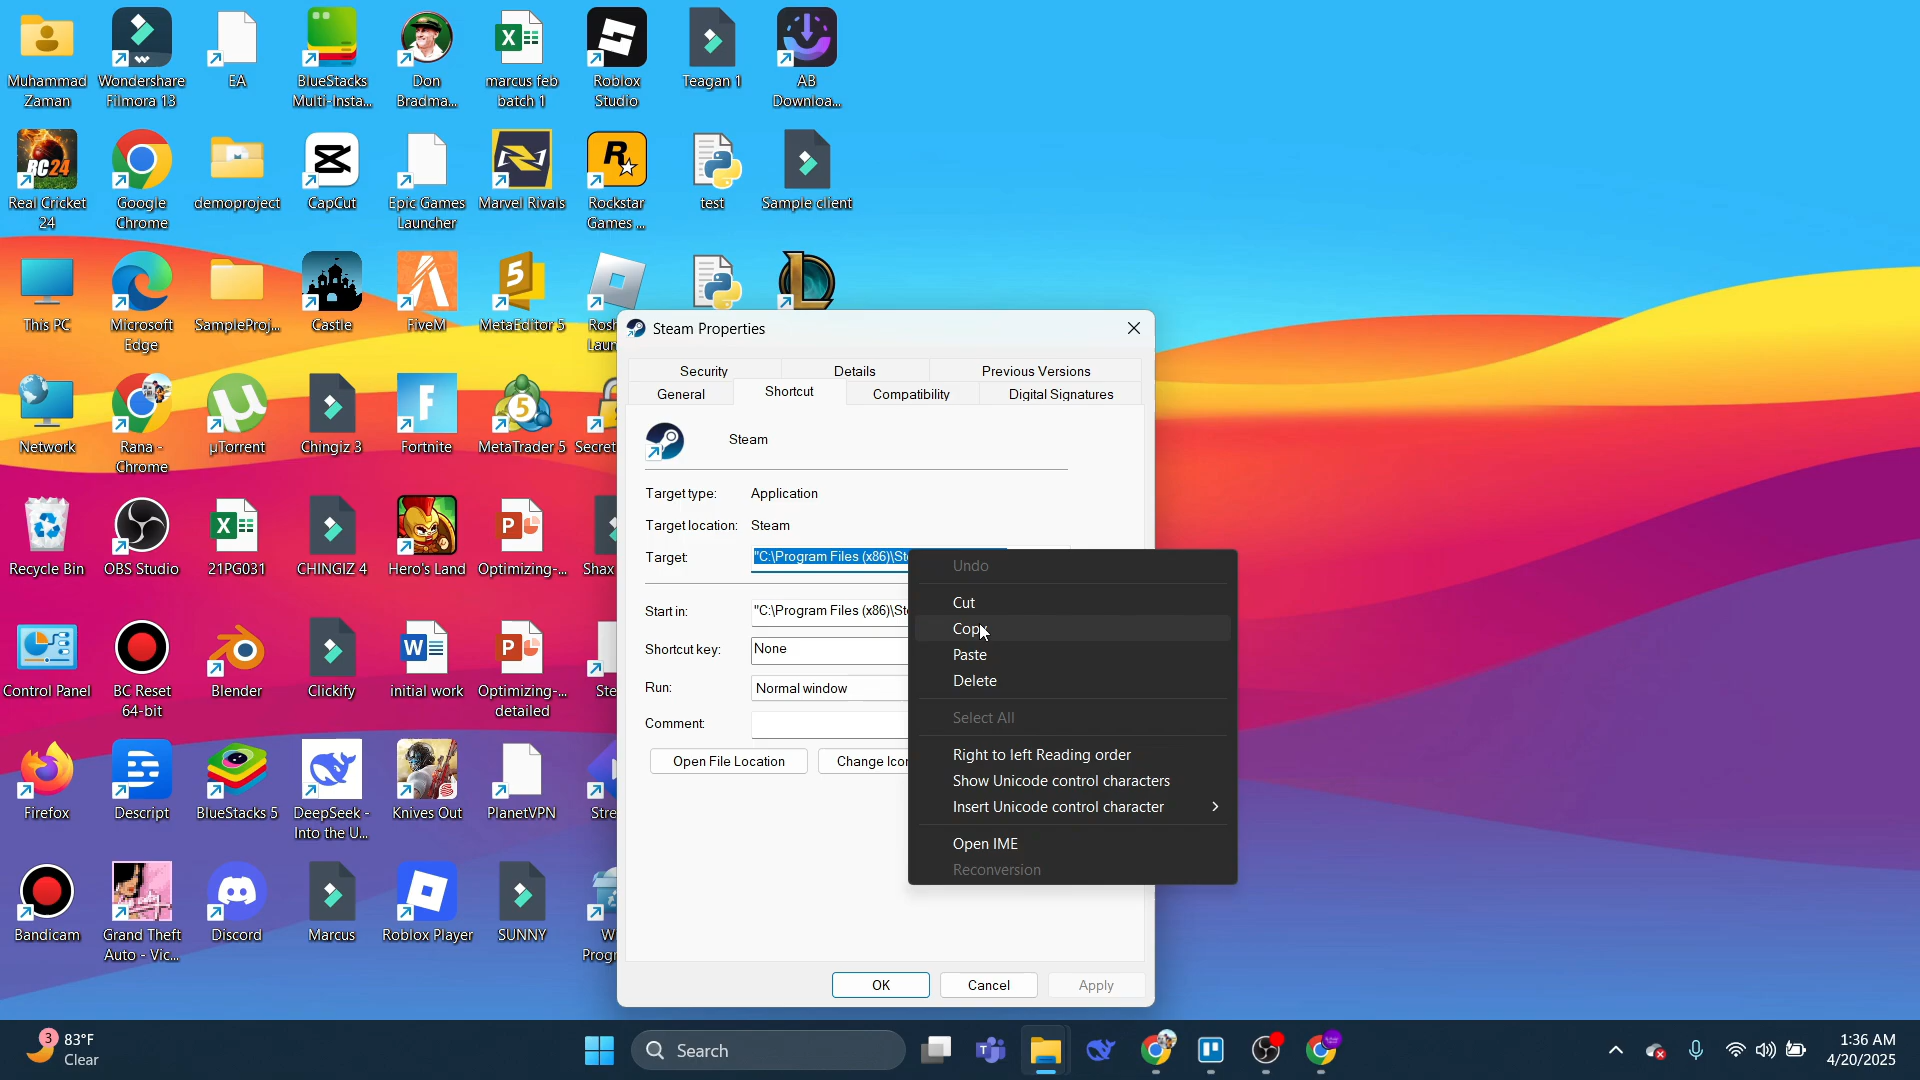 Muhammad Zaman
Wondershare Filmora 13
EA
BlueStacks Multi-Insta...
Don Bradma...
marcus feb batch 1
Roblox Studio
Teagan 1
AB Downloa...
RC24
Real Cricket 24
Google Chrome
demoproject
CapCut
Epic Games Launcher
Marvel Rivals
Rockstar Games ...
test
Sample client
This PC
Microsoft Edge
SampleProj...
Castle
FiveM
MetaEditor 5
Network
Rana - Chrome
µTorrent
Chingiz 3
Fortnite
MetaTrader 5
Secret
Recycle Bin
OBS Studio
21PG031
CHINGIZ 4
Hero's Land
Optimizing-...
Shax
Control Panel
BC Reset 64-bit
Blender
Clickify
initial work
Optimizing-... detailed
Ste
Firefox
Descript
BlueStacks 5
DeepSeek - Into the U...
Knives Out
PlanetVPN
Stre
Bandicam
Grand Theft Auto - Vic...
Discord
Marcus
Roblox Player
SUNNY
Steam Properties
Security
Details
Previous Versions
General
Shortcut
Compatibility
Digital Signatures
Steam
Target type:
Application
Target location:
Steam
Target:
"C:\Program Files (x86)\Ste
Start in:
"C:\Program Files (x86)\Ste
Shortcut key:
None
Run:
Normal window
Comment:
Open File Location
Change Icon
OK
Cancel
Apply
Undo
Cut
Copy
Paste
Delete
Select All
Right to left Reading order
Show Unicode control characters
Insert Unicode control character
Open IME
Reconversion
3
83°F
Clear
Search
1:36 AM
4/20/2025